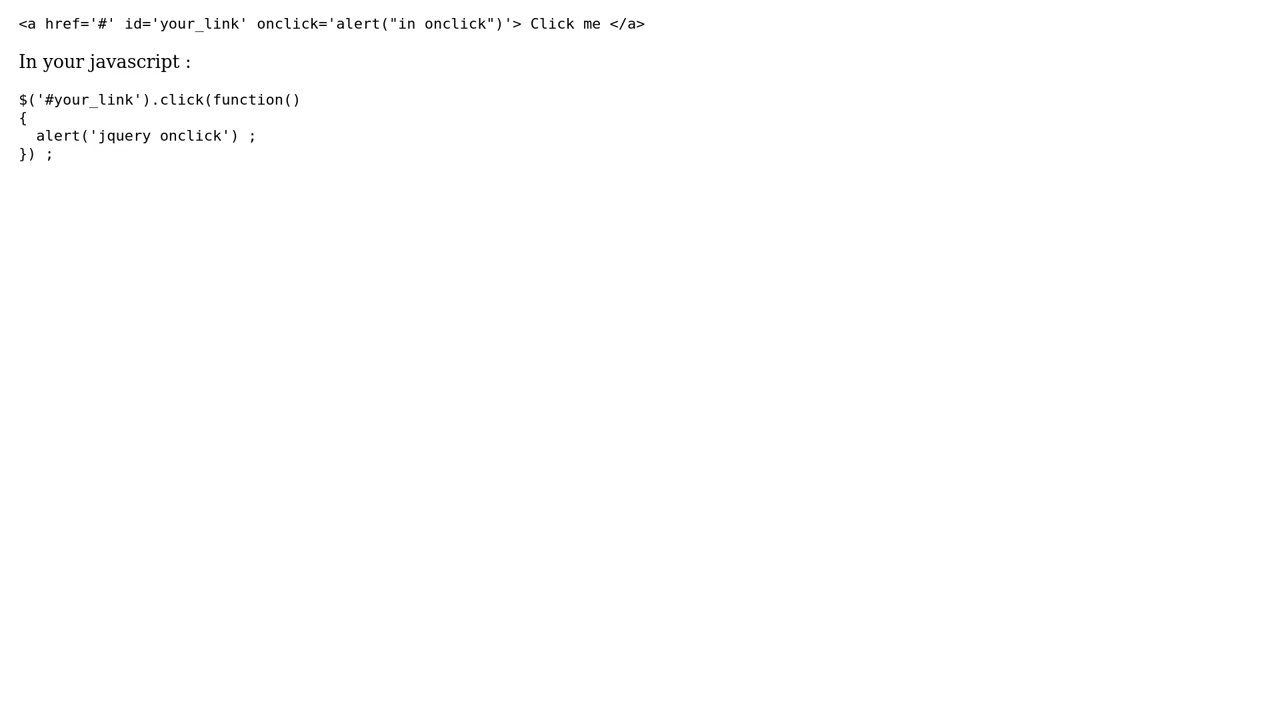 <a href='#' id='your_link' onclick='alert("in onclick")'> Click me </a>
In your javascript :
$('#your_link').click(function()
{
  alert('jquery onclick') ;
}) ;